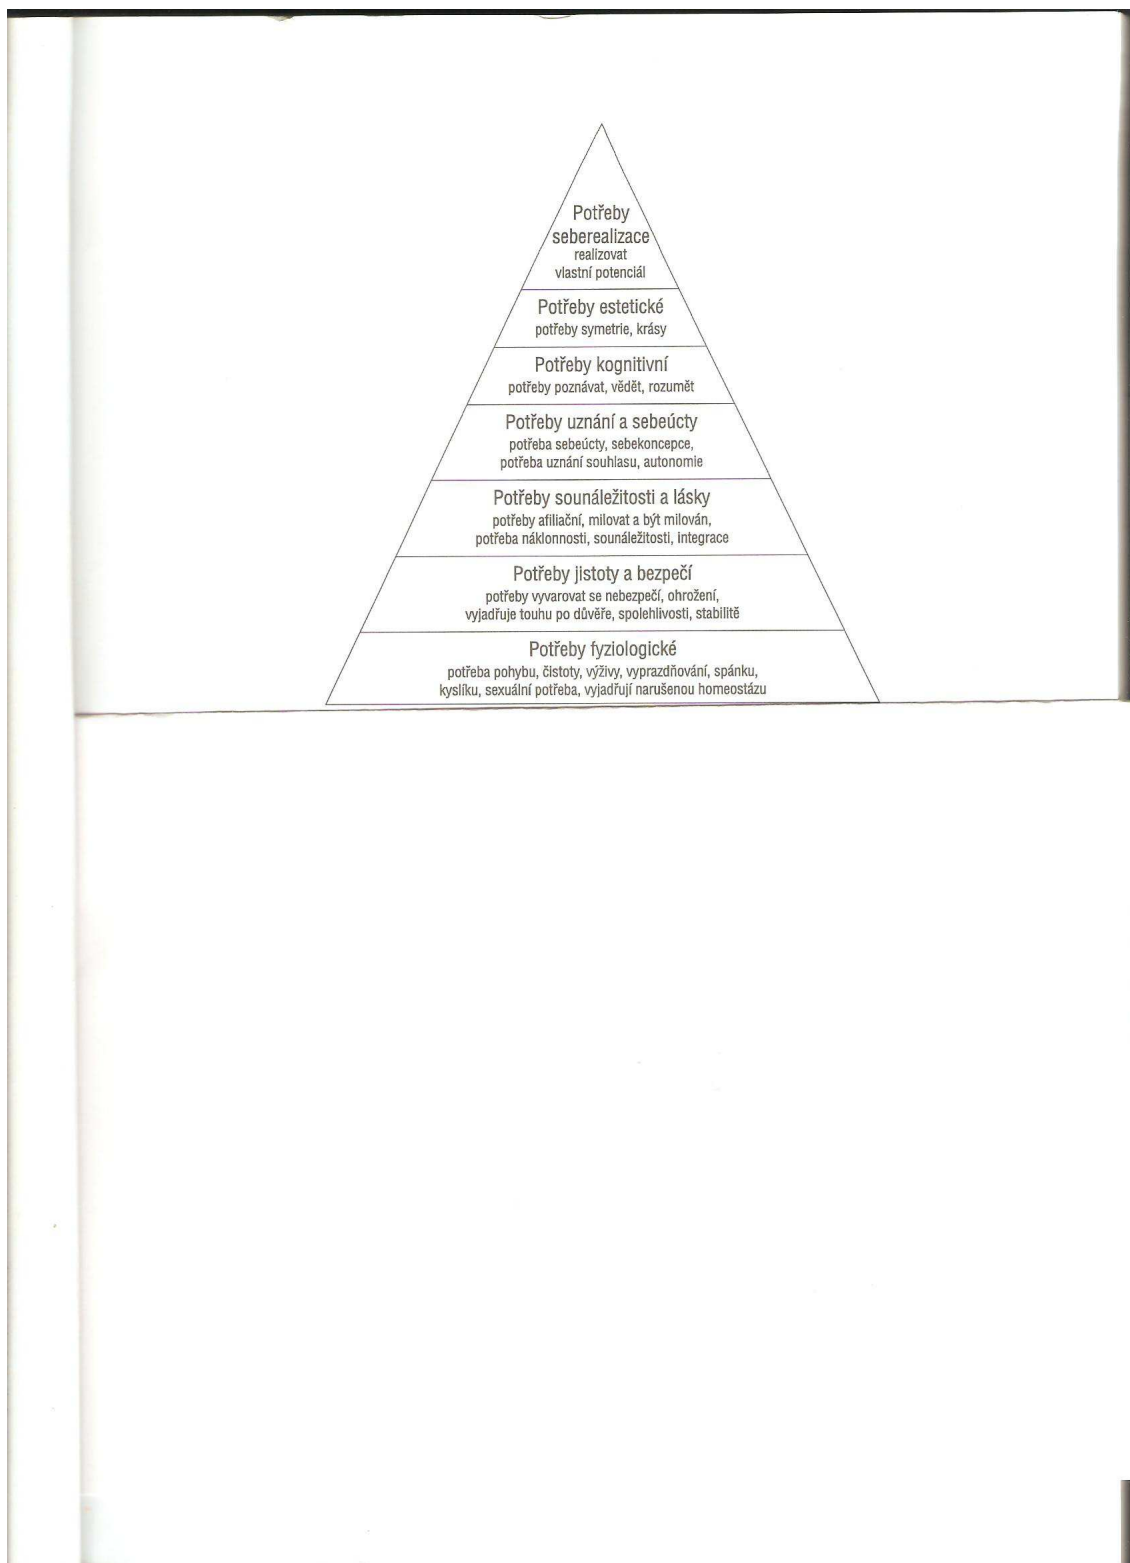 Potřeby
seberealizace
realizovat
vlastní potenciál
Potřeby estetické
potřeby symetrie, krásy
Potřeby kognitivní
potřeby poznávat, vědět, rozumět
Potřeby uznání a sebeúcty
potřeba sebeúcty, sebekoncepce,
potřeba uznání souhlasu, autonomie
Potřeby sounáležitosti a lásky
potřeby afiliační, milovat a být milován,
potřeba náklonnosti, sounáležitosti, integrace
Potřeby jistoty a bezpečí
potřeby vyvarovat se nebezpečí, ohrožení,
vyjadřuje touhu po důvěře, spolehlivosti, stabilitě
Potřeby fyziologické
potřeba pohybu, čistoty, výživy, vyprazdňování, spánku,
kyslíku, sexuální potřeba, vyjadřují narušenou homeostázu